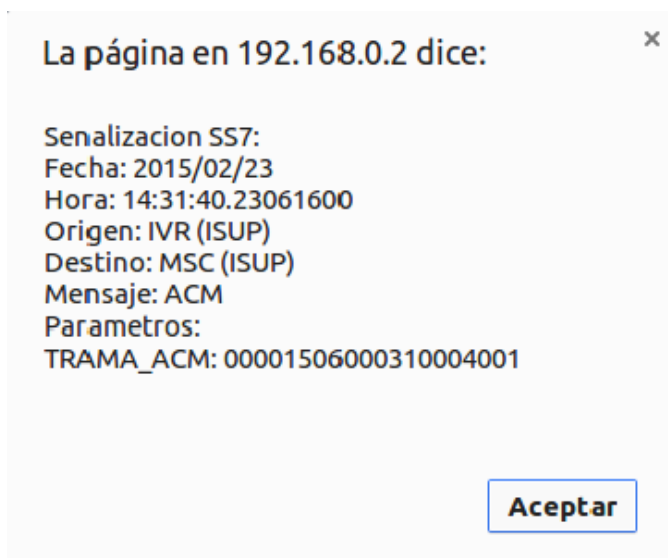 La página en 192.168.0.2 dice:
Senalizacion SS7:
Fecha: 2015/02/23
Hora: 14:31:40.23061600
Origen: IVR (ISUP)
Destino: MSC (ISUP)
Mensaje: ACM
Parametros:
TRAMA_ACM: 00001506000310004001
Aceptar